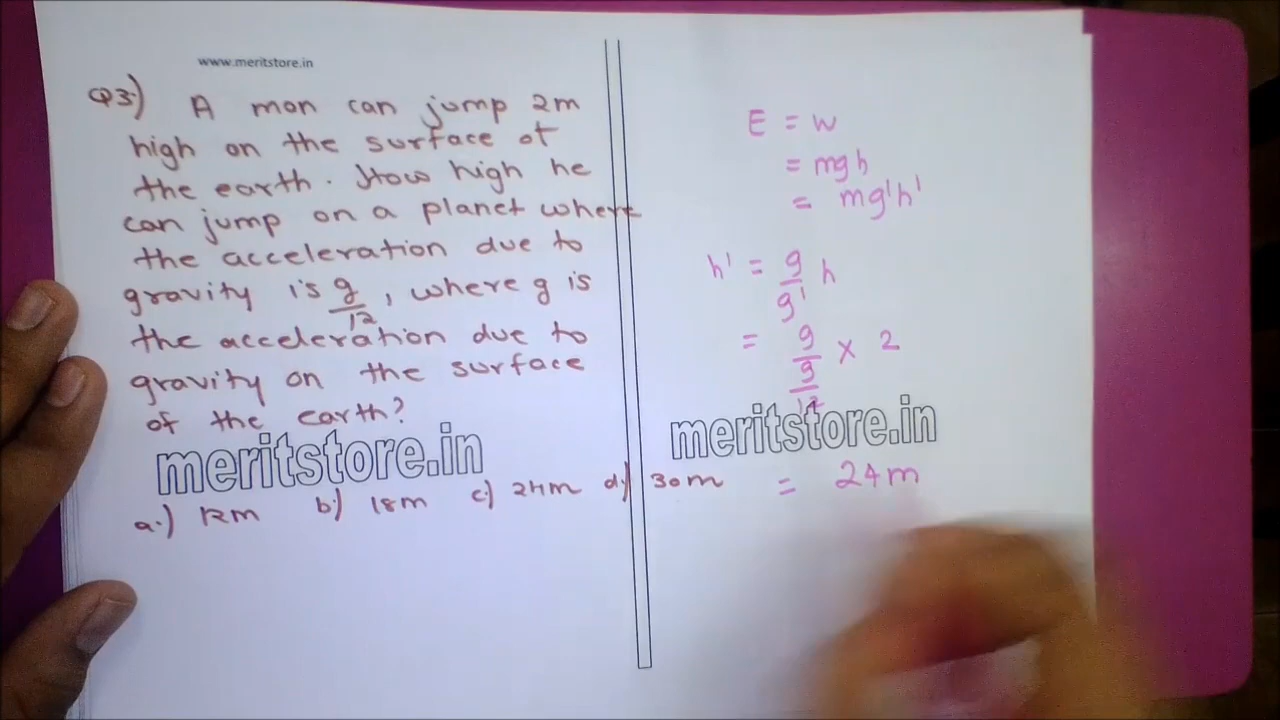 www.meritstore.in
Q3.) A man can jump 2m
high on the surface of
the earth. How high he
can jump on a planet where
the acceleration due to
gravity is g/12, where g is
the acceleration due to
gravity on the surface
of the earth?
meritstore.in
a.) 12m b.) 18m c.) 24m d.) 30m
E = W
= mgh
= mg'h'
h' = g/g' h
= g/g/12 x 2
meritstore.in
= 24m